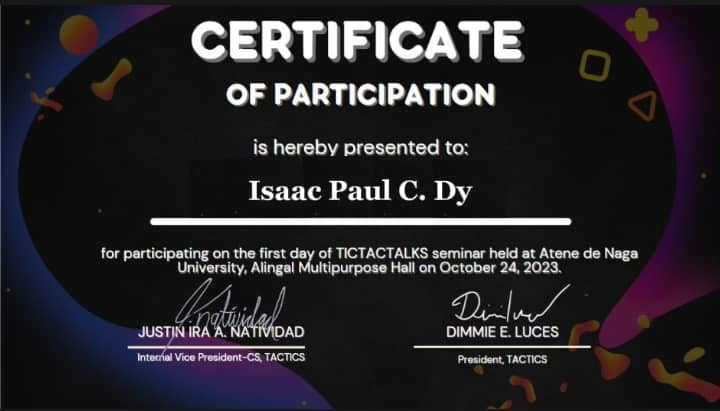 CERTIFICATE
OF PARTICIPATION
is hereby presented to:
Isaac Paul C. Dy
for participating on the first day of TICTACTALKS seminar held at Atene de Naga
University, Alingal Multipurpose Hall on October 24, 2023.
J. natividad
JUSTIN IRA A. NATIVIDAD
Internal Vice President-CS, TACTICS
DIMMIE E. LUCES
President, TACTICS